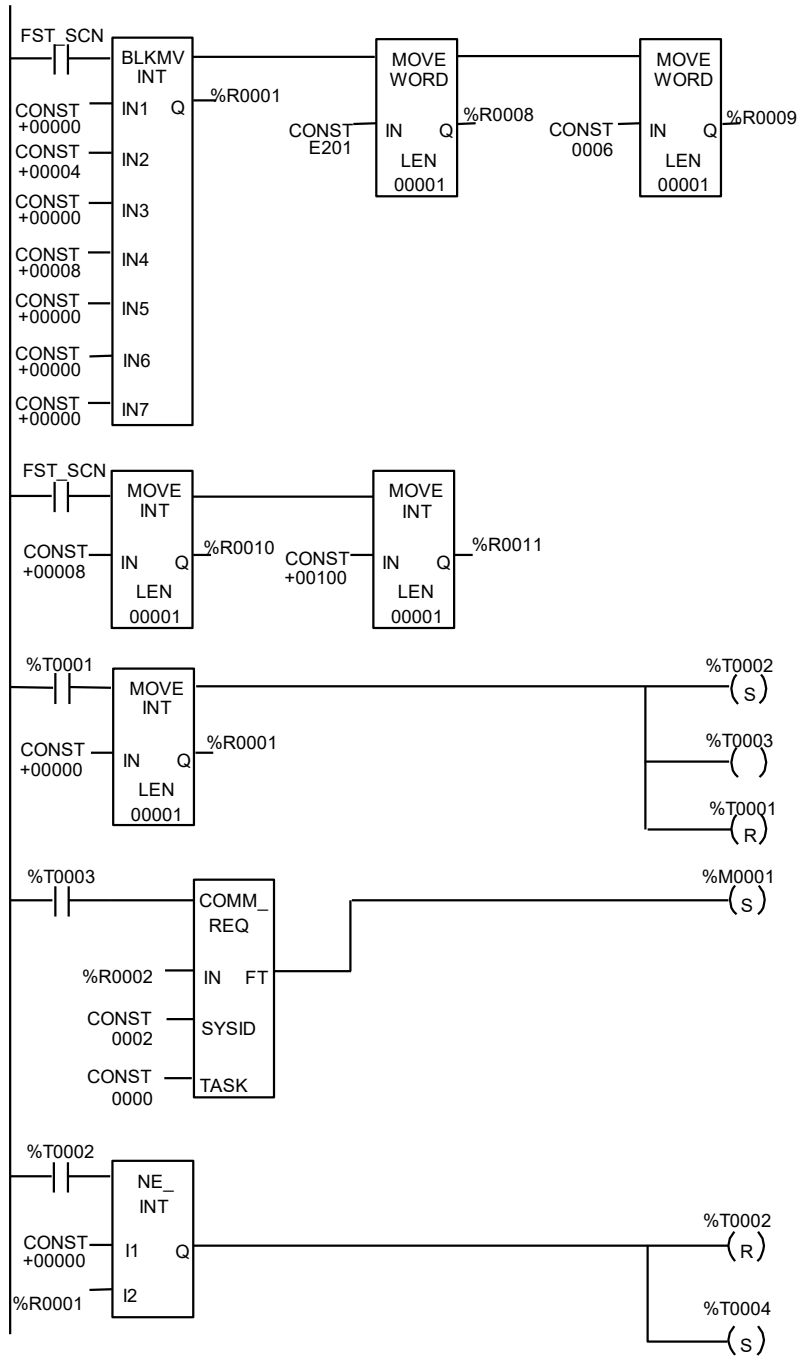 FST_SCN
BLKMV
INT
MOVE
WORD
MOVE
WORD
%R0001
%R0008
%R0009
CONST
+00000
IN1 Q
CONST
E201
IN Q
CONST
0006
IN Q
CONST
+00004
IN2
LEN
00001
LEN
00001
CONST
+00000
IN3
CONST
+00008
IN4
CONST
+00000
IN5
CONST
+00000
IN6
CONST
+00000
IN7
FST_SCN
MOVE
INT
MOVE
INT
%R0010
%R0011
CONST
+00008
IN Q
CONST
+00100
IN Q
LEN
00001
LEN
00001
%T0001
MOVE
INT
%T0002
S
%R0001
%T0003
CONST
+00000
IN Q
LEN
00001
%T0001
R
%T0003
COMM_
REQ
%M0001
S
%R0002
IN FT
CONST
0002
SYSID
CONST
0000
TASK
%T0002
NE_
INT
%T0002
R
CONST
+00000
I1 Q
%R0001
I2
%T0004
S